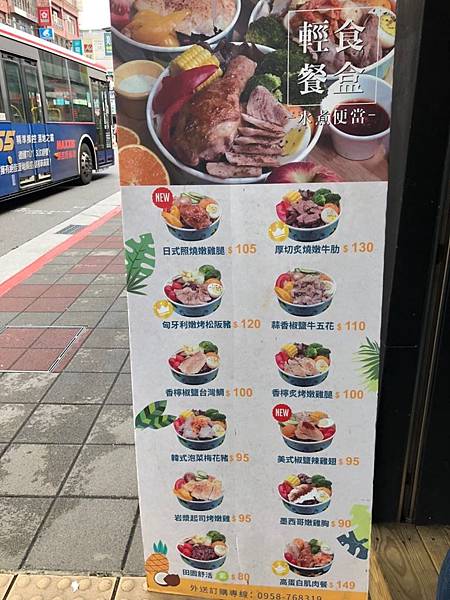 輕食
餐盒
-水煮便當-
NEW
日式照燒嫩雞腿 $105
厚切炙燒嫩牛肋 $130
匈牙利嫩烤松阪豬 $120
蒜香椒鹽牛五花 $110
香檸椒鹽台灣鯛 $100
香檸炙烤嫩雞腿 $100
NEW
韓式泡菜梅花豬 $95
美式椒鹽辣雞翅 $95
岩漿起司烤嫩雞 $95
墨西哥嫩雞胸 $90
田園舒活 $80
高蛋白肌肉餐 $149
外送訂購專線：0958-768319
55
MAXXIS